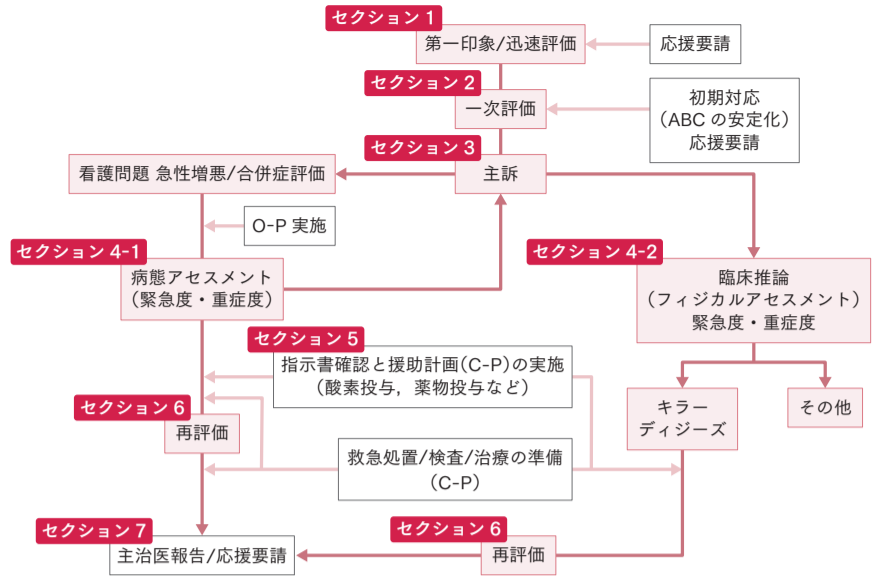 セクション 1
第一印象/迅速評価
応援要請
セクション 2
一次評価
初期対応
（ABC の安定化）
応援要請
セクション 3
主訴
看護問題 急性増悪/合併症評価
O-P 実施
セクション 4-1
病態アセスメント
（緊急度・重症度）
セクション 4-2
臨床推論
（フィジカルアセスメント）
緊急度・重症度
セクション 5
指示書確認と援助計画(C-P)の実施
（酸素投与，薬物投与など）
セクション 6
再評価
キラー
ディジーズ
その他
救急処置/検査/治療の準備
（C-P）
セクション 7
主治医報告/応援要請
セクション 6
再評価